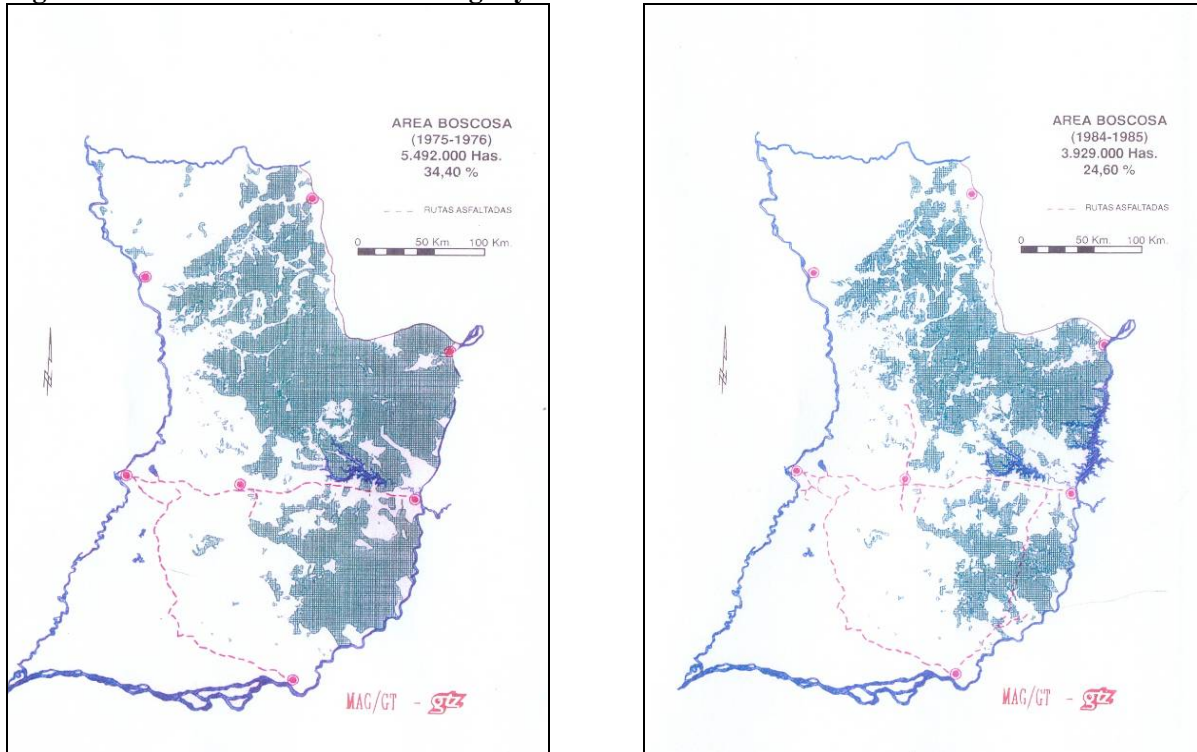 AREA BOSCOSA
(1975-1976)
5.492.000 Has.
34,40 %
RUTAS ASFALTADAS
0 50 Km. 100 Km.
MAG/GT - gtz
AREA BOSCOSA
(1984-1985)
3.929.000 Has.
24,60 %
RUTAS ASFALTADAS
0 50 Km. 100 Km.
MAG/GT - gtz